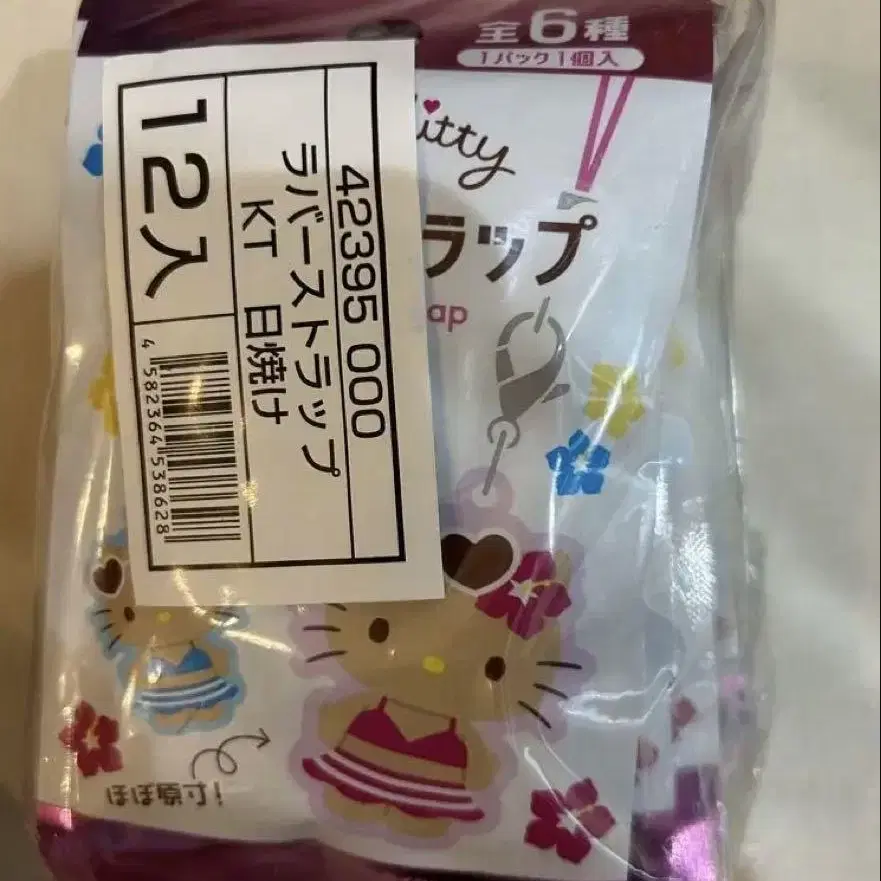 全6種
1パック1個入
itty
ラップ
ap
42395 000
ラバーストラップ
KT 日焼け
12入
4 582364 538628
ほぼ原寸!